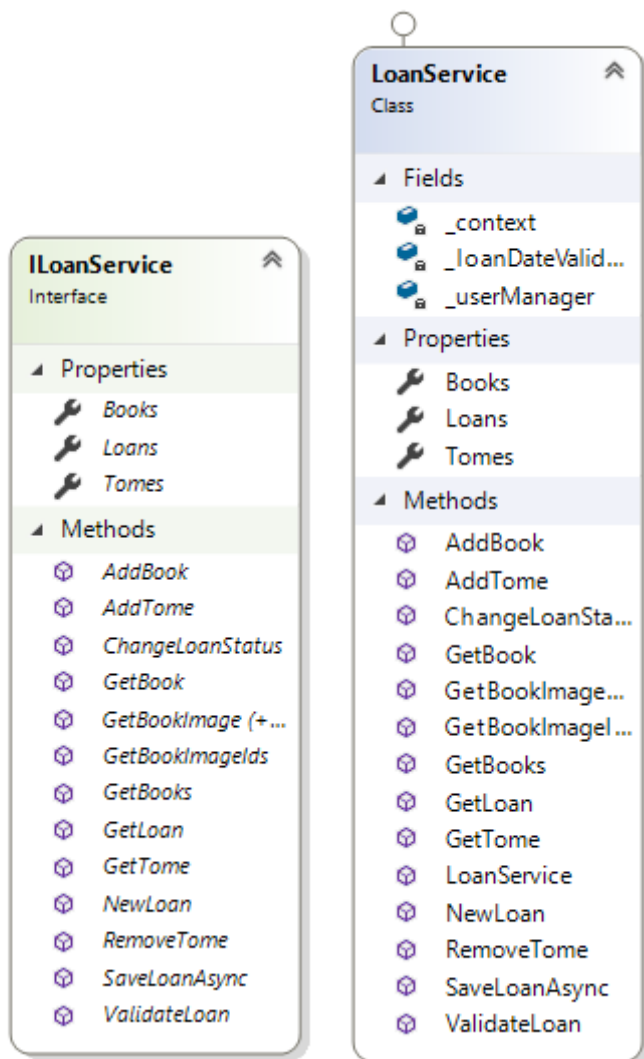 ILoanService
Interface
Properties
Books
Loans
Tomes
Methods
AddBook
AddTome
ChangeLoanStatus
GetBook
GetBookImage (+...
GetBookImageIds
GetBooks
GetLoan
GetTome
NewLoan
RemoveTome
SaveLoanAsync
ValidateLoan
LoanService
Class
Fields
_context
_loanDateValid...
_userManager
Properties
Books
Loans
Tomes
Methods
AddBook
AddTome
ChangeLoanSta...
GetBook
GetBookImage...
GetBookImageI...
GetBooks
GetLoan
GetTome
LoanService
NewLoan
RemoveTome
SaveLoanAsync
ValidateLoan